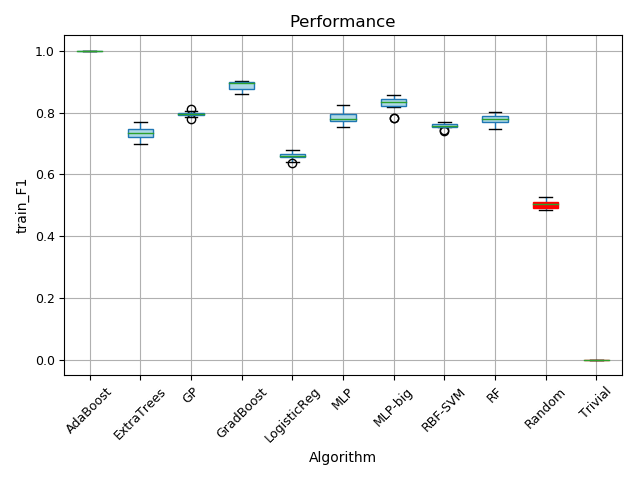 Performance
train_F1
1.0
0.8
0.6
0.4
0.2
0.0
AdaBoost
ExtraTrees
GP
GradBoost
LogisticReg
MLP
MLP-big
RBF-SVM
RF
Random
Trivial
Algorithm